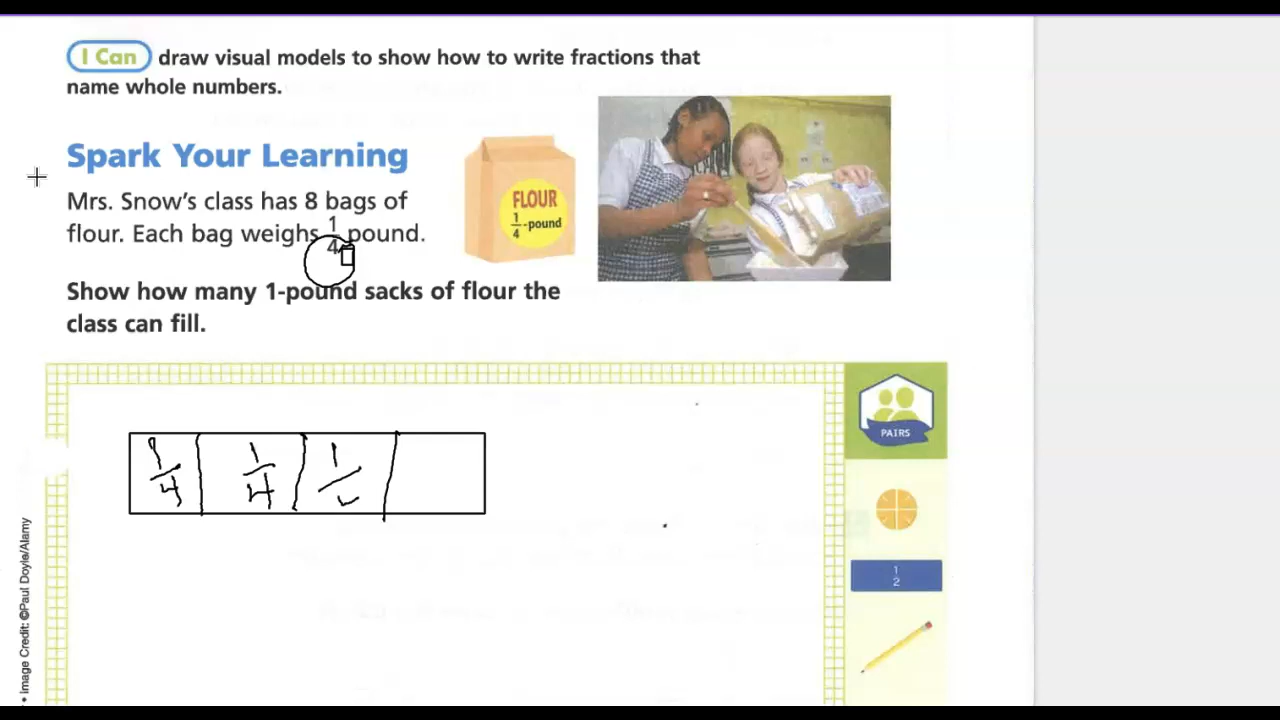 I Can draw visual models to show how to write fractions that
name whole numbers.
Spark Your Learning
Mrs. Snow's class has 8 bags of
flour. Each bag weighs 1/4 pound.
FLOUR
1/4-pound
Show how many 1-pound sacks of flour the
class can fill.
PAIRS
1/4 1/4 1/
1/2
• Image Credit: ©Paul Doyle/Alamy